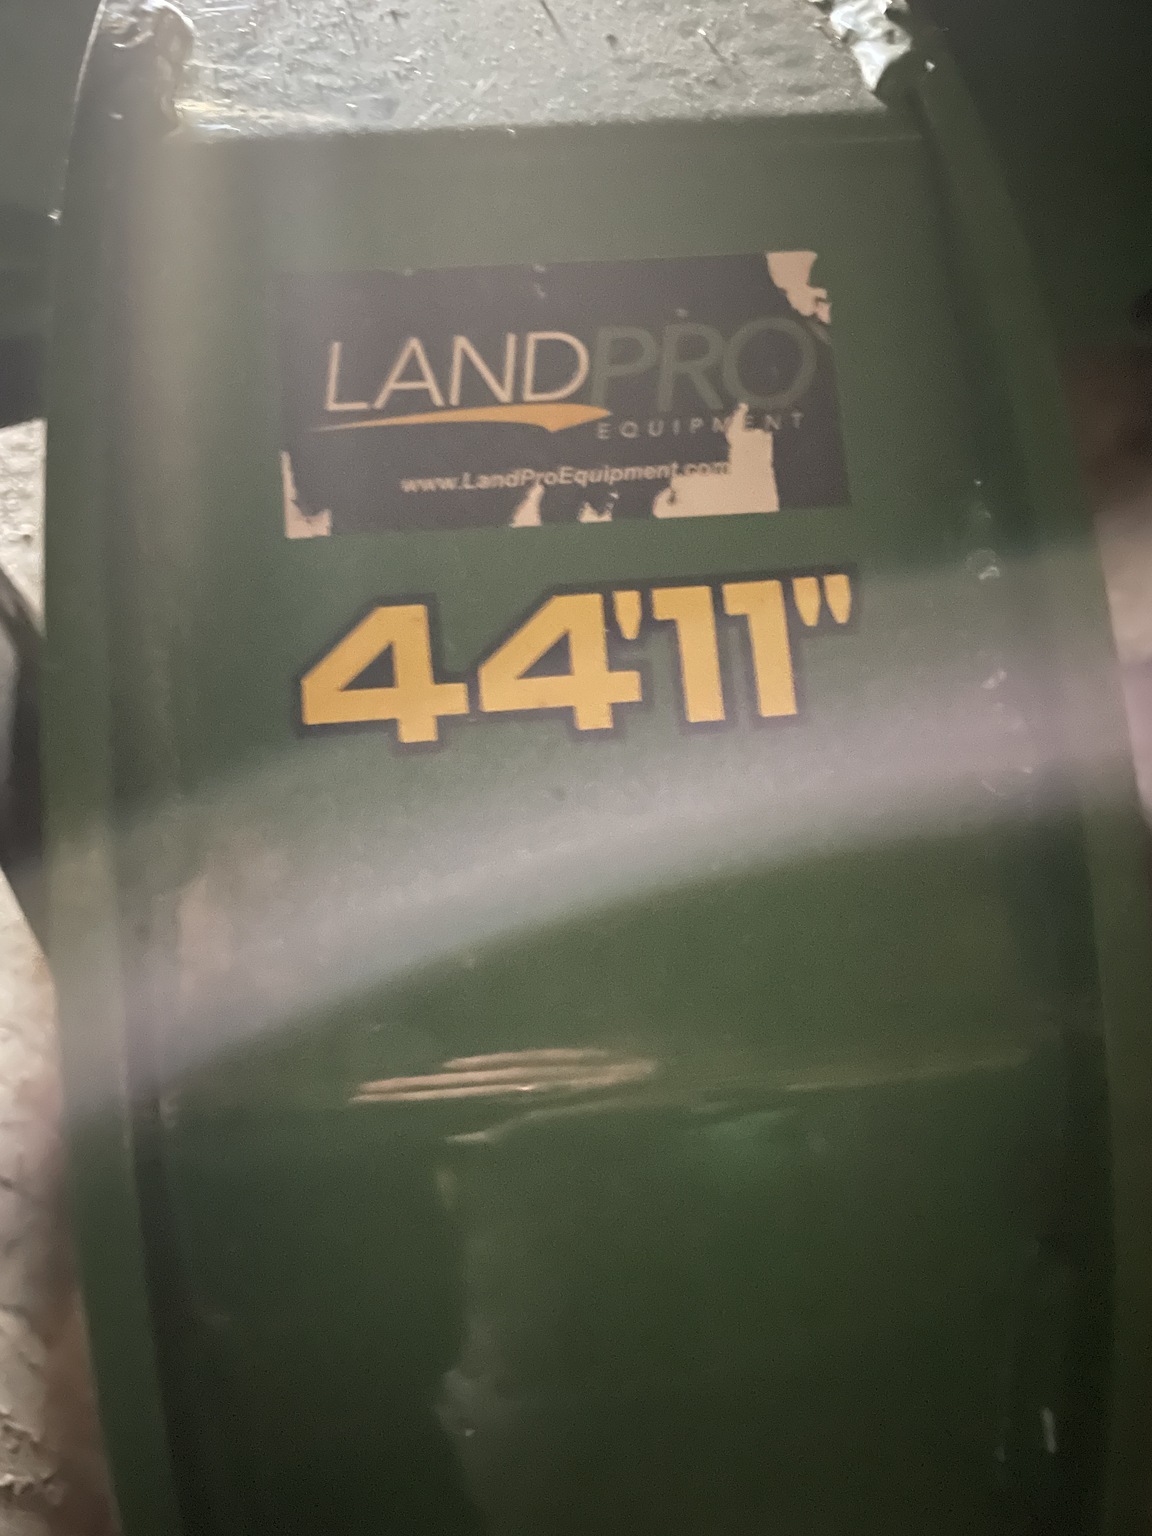 LANDPRO
EQUIPMENT
www.LandProEquipment.com
44'11"